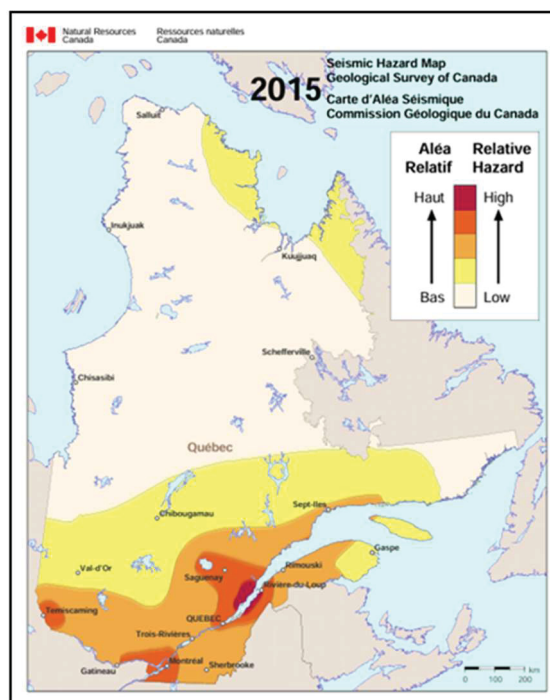 Natural Resources Canada
Ressources naturelles Canada
2015
Seismic Hazard Map
Geological Survey of Canada
Carte d'Aléa Séismique
Commission Géologique du Canada
Aléa Relatif
Relative Hazard
Haut
High
Bas
Low
Salluit
Inukjuak
Kuujjuaq
Schefferville
Chisasibi
Québec
Chibougamau
Sept-Iles
Val-d'Or
Gaspe
Saguenay
Rimouski
Rivière-du-Loup
Temiscaming
QUÉBEC
Trois-Rivières
Montréal
Gatineau
Sherbrooke
0 100 200
km